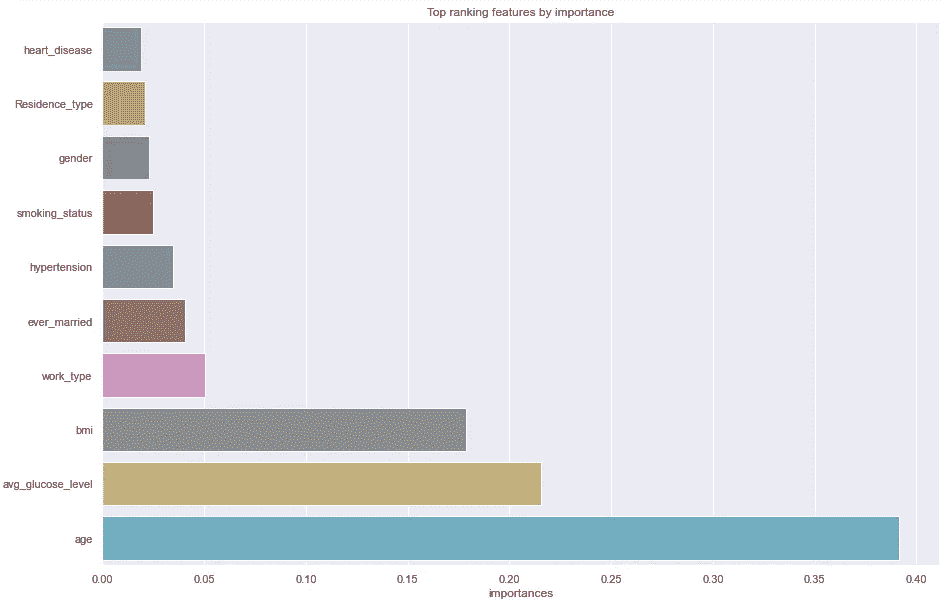 Top ranking features by importance
heart_disease
Residence_type
gender
smoking_status
hypertension
ever_married
work_type
bmi
avg_glucose_level
age
0.00 0.05 0.10 0.15 0.20 0.25 0.30 0.35 0.40
importances